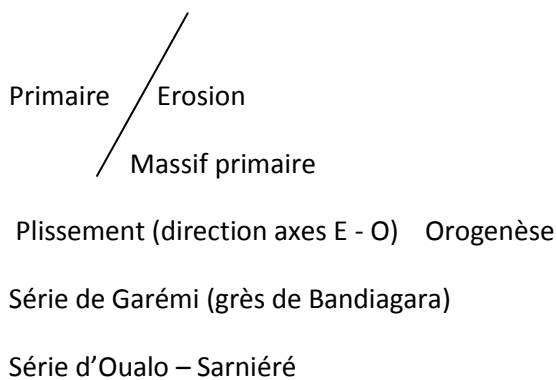 Primaire Erosion
Massif primaire
Plissement (direction axes E - O) Orogenèse
Série de Garémi (grès de Bandiagara)
Série d’Oualo – Sarniéré